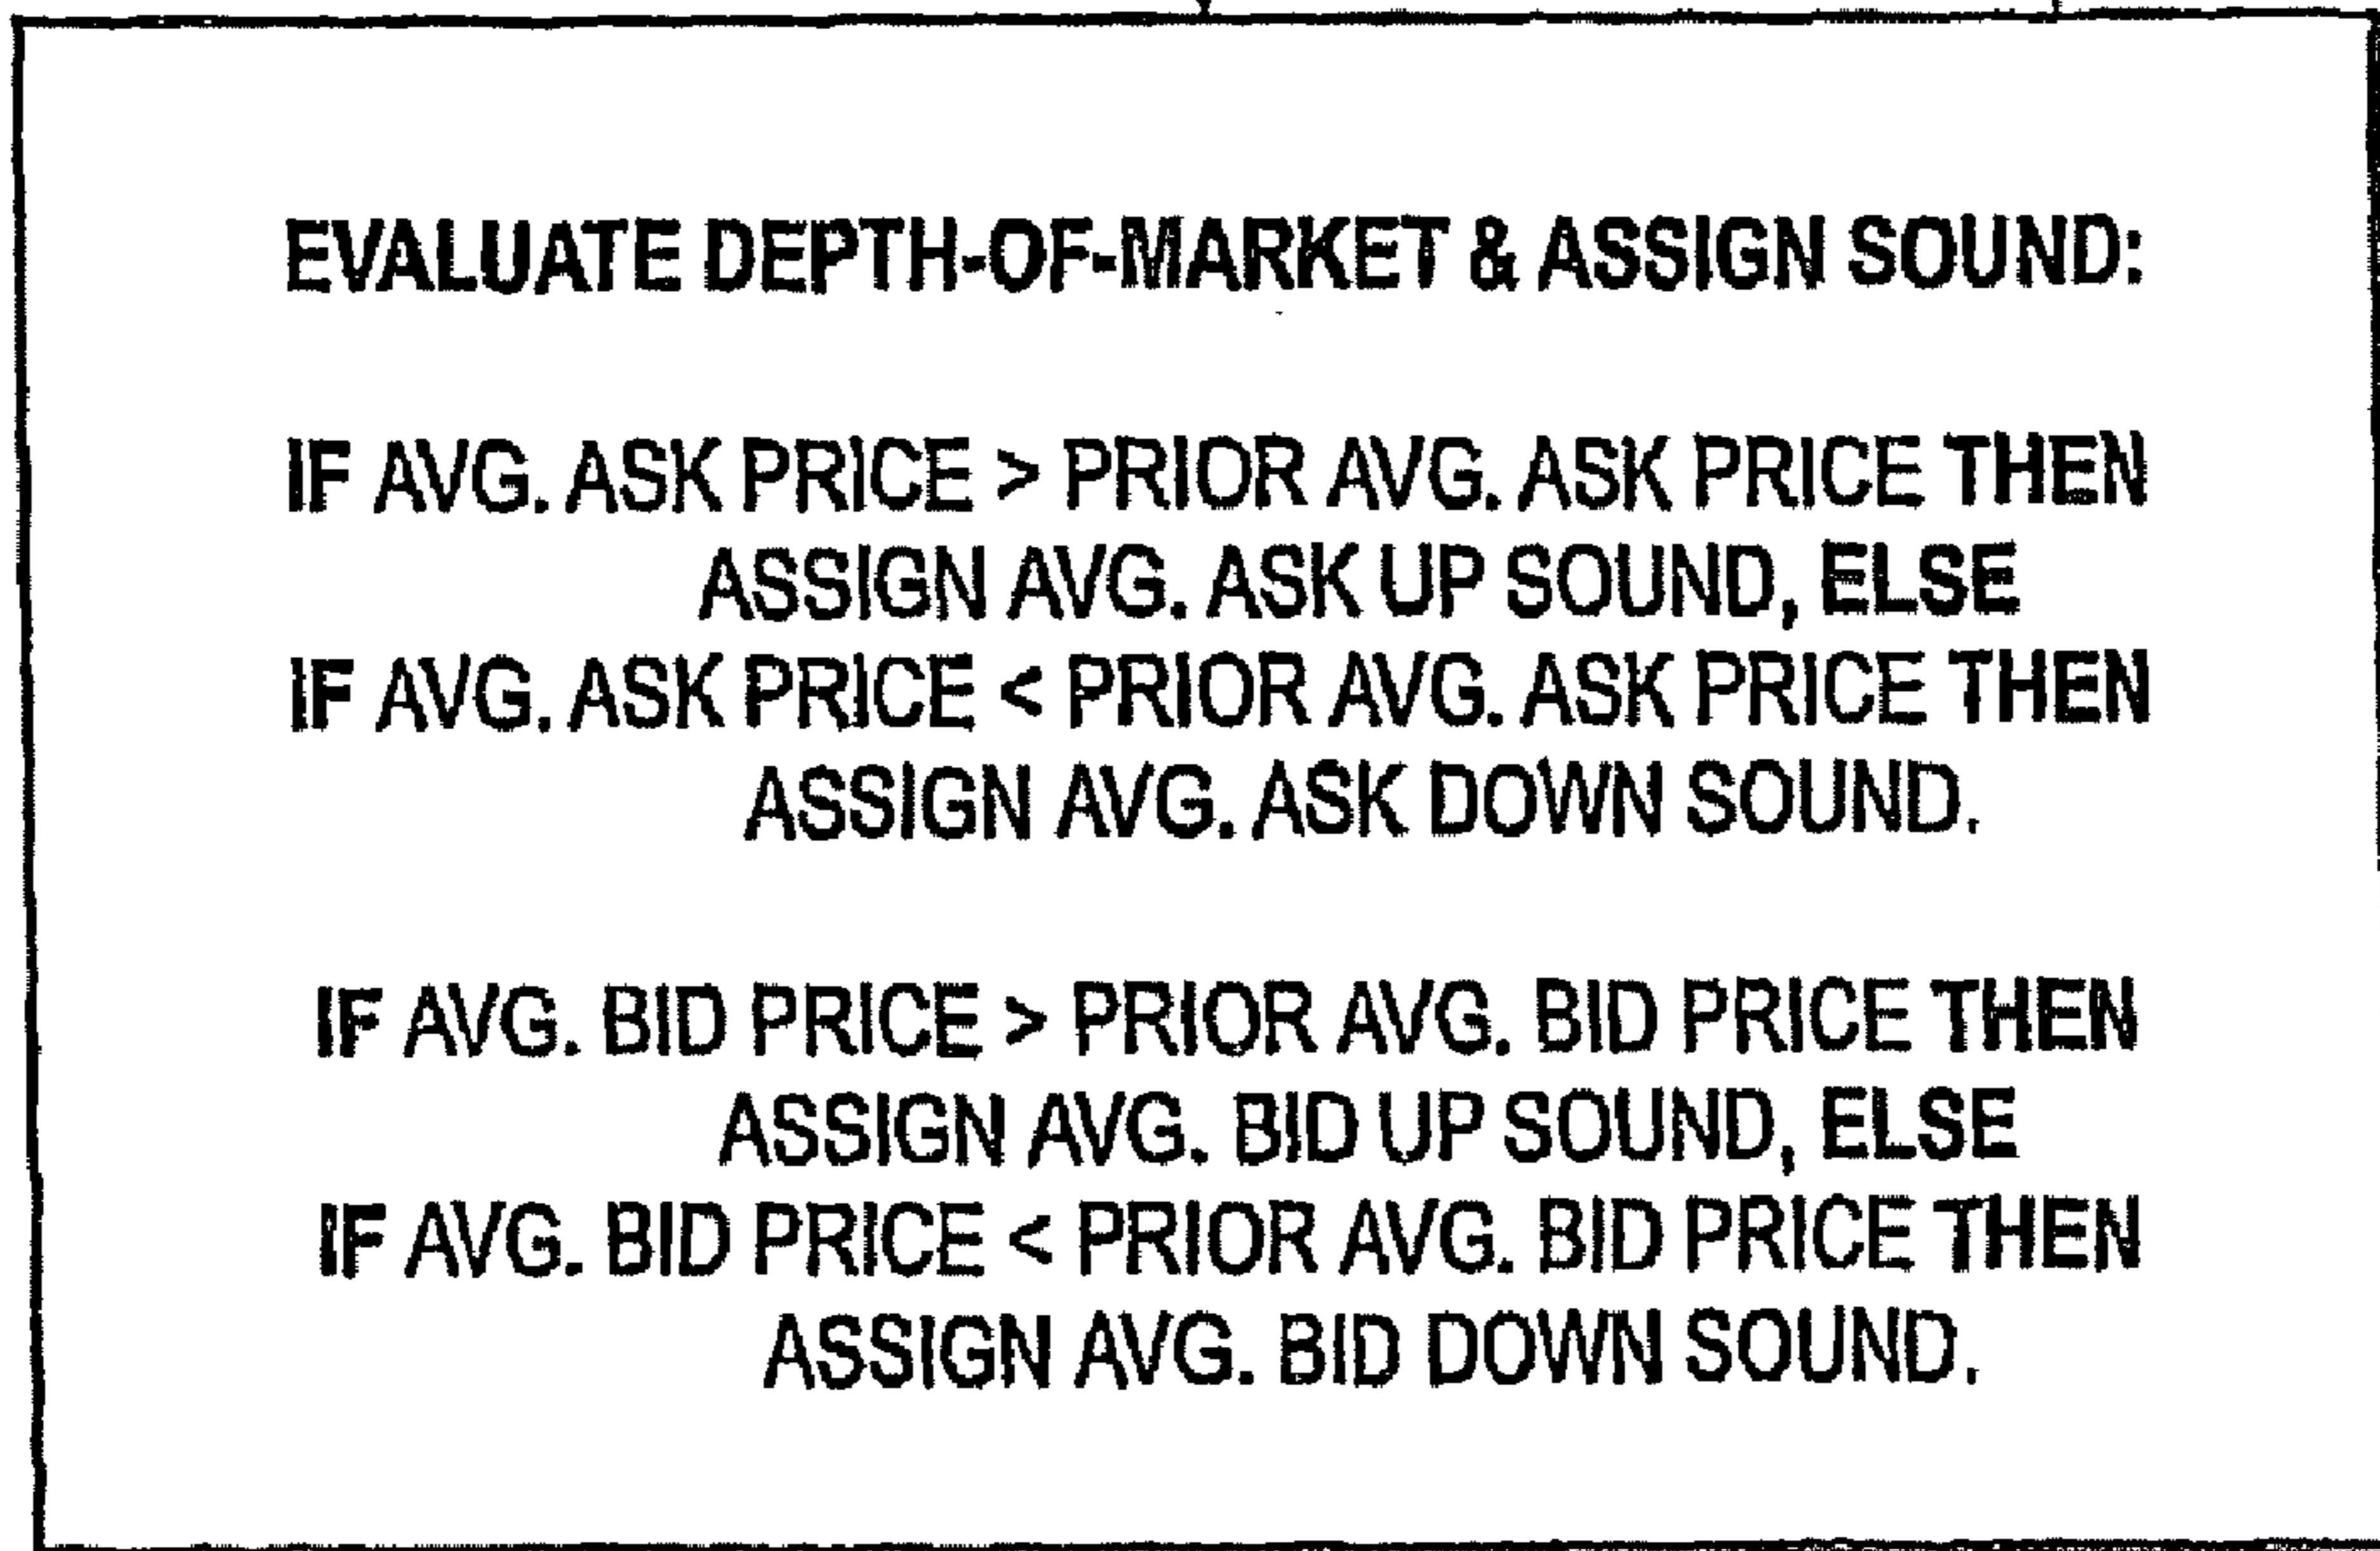 EVALUATE DEPTH-OF-MARKET & ASSIGN SOUND:
IF AVG. ASK PRICE > PRIOR AVG. ASK PRICE THEN
ASSIGN AVG. ASK UP SOUND, ELSE
IF AVG. ASK PRICE < PRIOR AVG. ASK PRICE THEN
ASSIGN AVG. ASK DOWN SOUND.
IF AVG. BID PRICE > PRIOR AVG. BID PRICE THEN
ASSIGN AVG. BID UP SOUND, ELSE
IF AVG. BID PRICE < PRIOR AVG. BID PRICE THEN
ASSIGN AVG. BID DOWN SOUND.